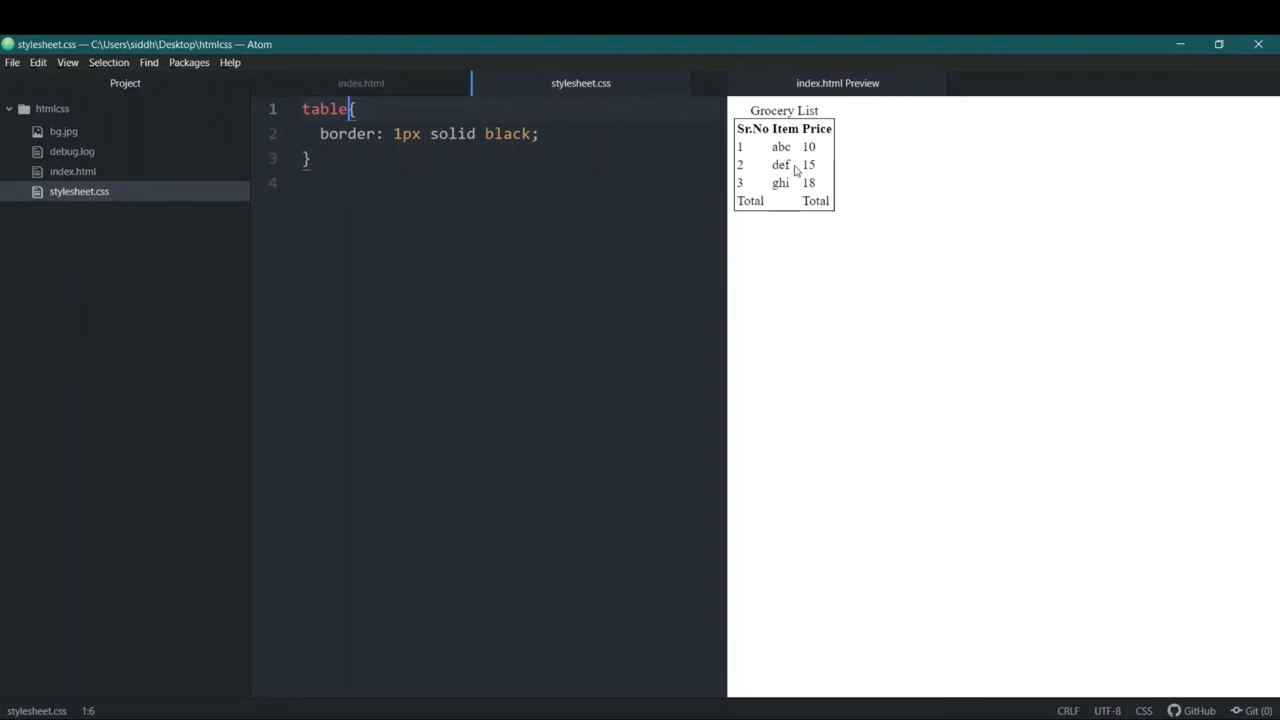 stylesheet.css — C:\Users\siddh\Desktop\htmlcss — Atom
File Edit View Selection Find Packages Help
Project
htmlcss
bg.jpg
debug.log
index.html
stylesheet.css
index.html
stylesheet.css
1 table{
2 border: 1px solid black;
3 }
4
index.html Preview
Grocery List
Sr.No Item Price
1 abc 10
2 def 15
3 ghi 18
Total Total
stylesheet.css 1:6 CRLF UTF-8 CSS GitHub Git (0)